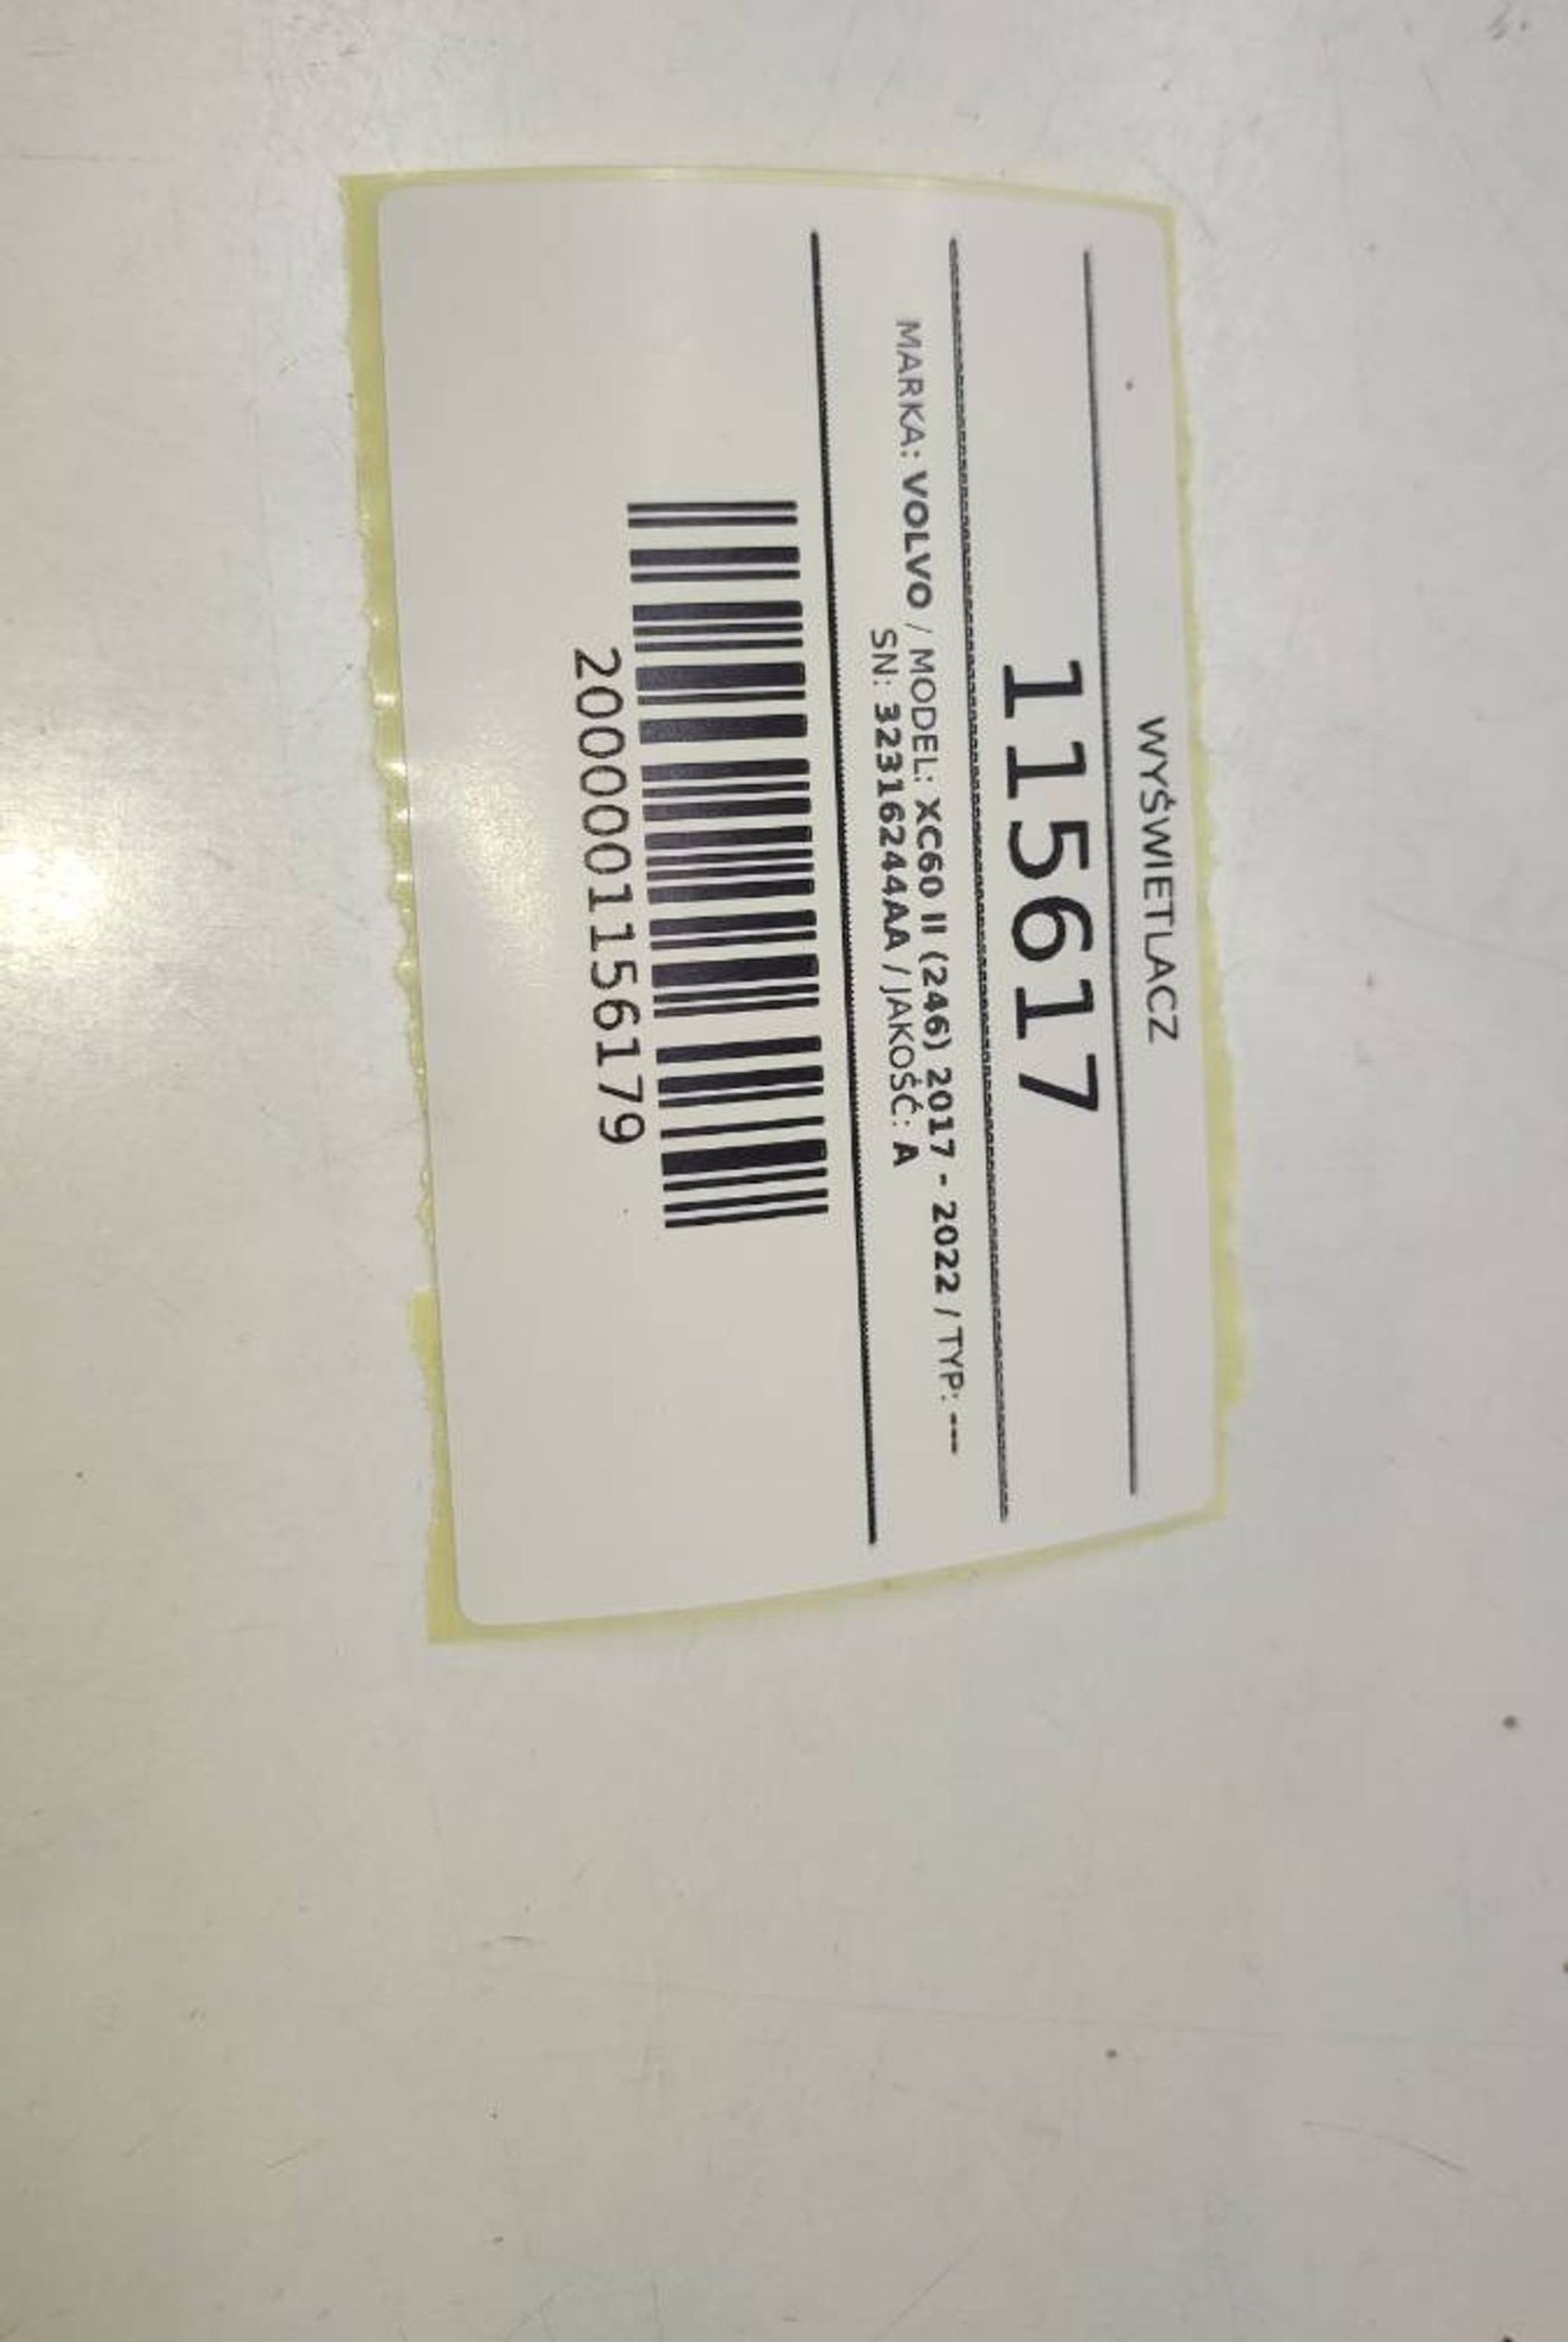 WYŚWIETLACZ
115617
MARKA: VOLVO / MODEL: XC60 II (246) 2017 - 2022 / TYP: ---
SN: 32316244AA / JAKOŚĆ: A
2000001156179